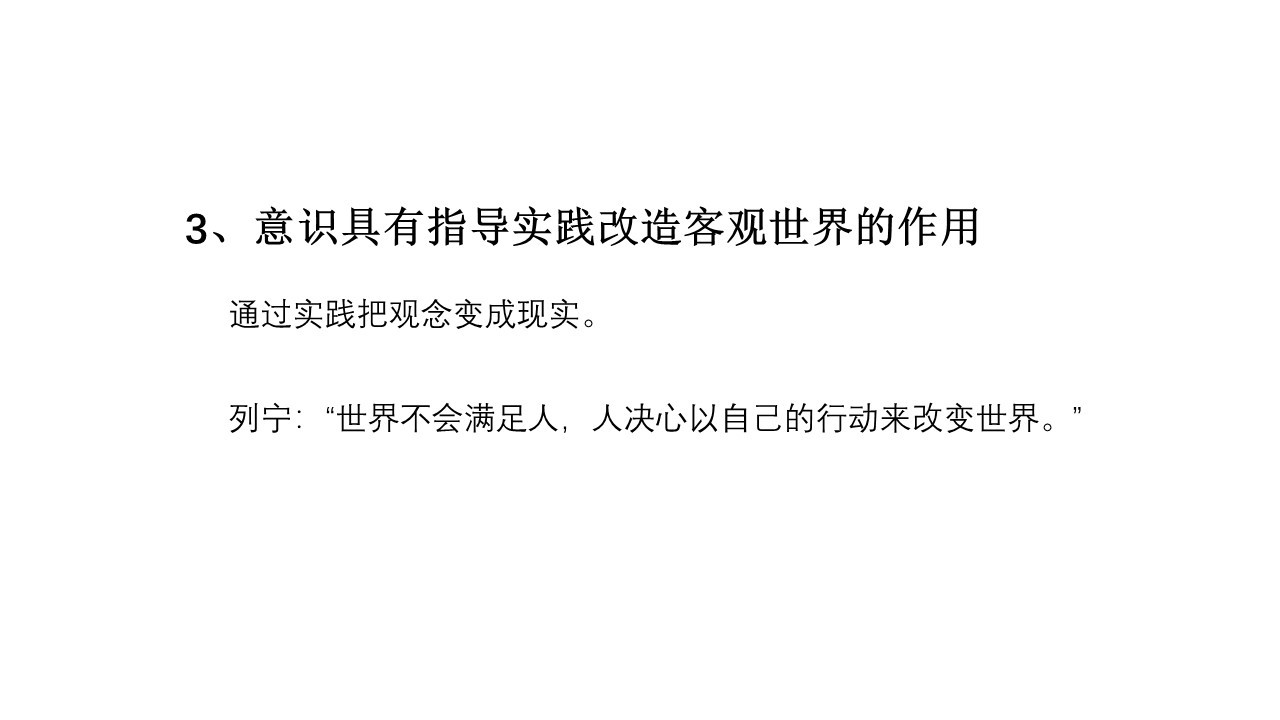 3、意识具有指导实践改造客观世界的作用
通过实践把观念变成现实。
列宁：“世界不会满足人，人决心以自己的行动来改变世界。”